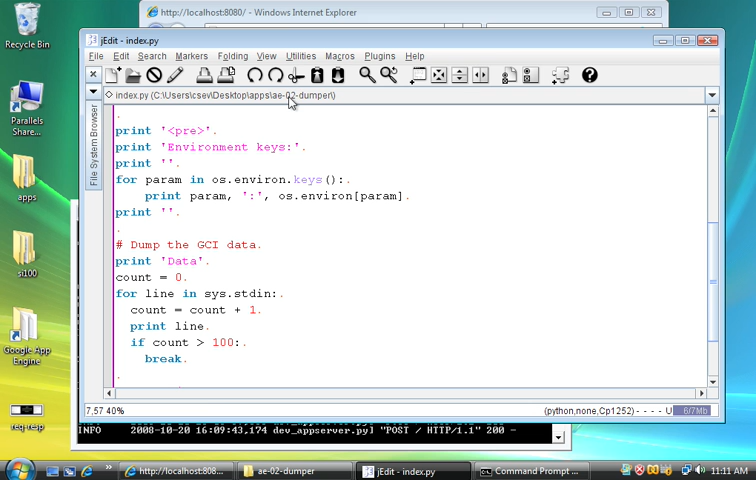 http://localhost:8080/ - Windows Internet Explorer
Recycle Bin
Parallels
Share...
apps
si100
Google App
Engine
req-resp
jEdit - index.py
File Edit Search Markers Folding View Utilities Macros Plugins Help
index.py (C:\Users\csev\Desktop\apps\ae-02-dumper\)
File System Browser
.
print '<pre>'.
print 'Environment keys:'.
print ''.
for param in os.environ.keys():.
print param, ':', os.environ[param].
print ''.
.
# Dump the GCI data.
print 'Data'.
count = 0.
for line in sys.stdin:.
count = count + 1.
print line.
if count > 100:.
break.
.
7,57 40%
(python,none,Cp1252) - - - - U 6/7Mb
INFO 2008-10-20 16:09:43,174 dev_appserver.py] "POST / HTTP/1.1" 200 -
http://localhost:808...
ae-02-dumper
jEdit - index.py
Command Prompt ...
11:11 AM